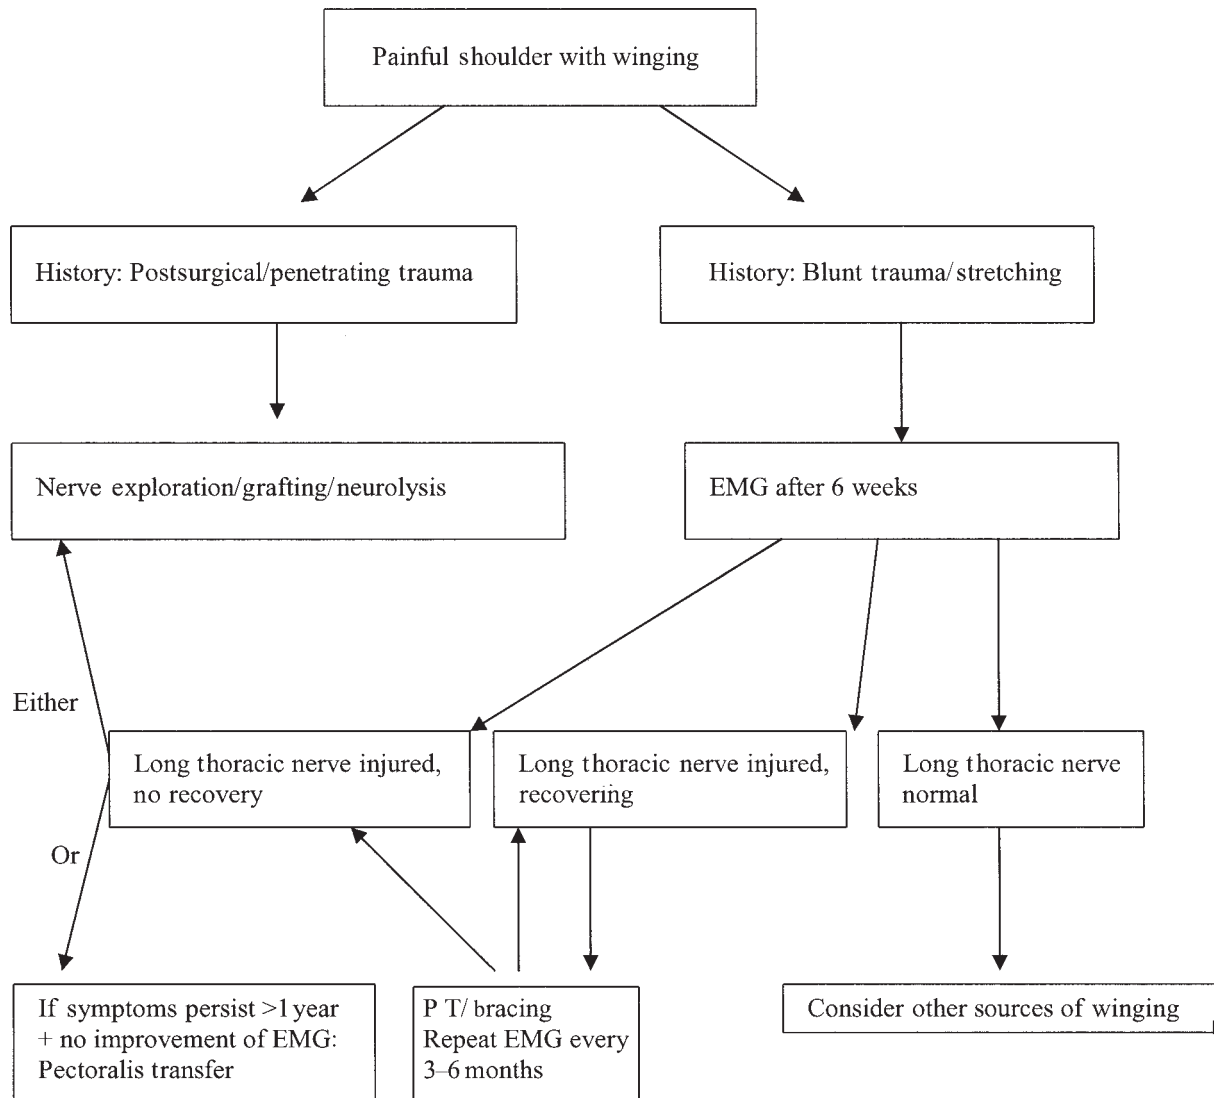 Painful shoulder with winging
History: Postsurgical/penetrating trauma
History: Blunt trauma/stretching
Nerve exploration/grafting/neurolysis
EMG after 6 weeks
Either
Long thoracic nerve injured,
no recovery
Long thoracic nerve injured,
recovering
Long thoracic nerve
normal
Or
If symptoms persist >1 year
+ no improvement of EMG:
Pectoralis transfer
P T/ bracing
Repeat EMG every
3–6 months
Consider other sources of winging